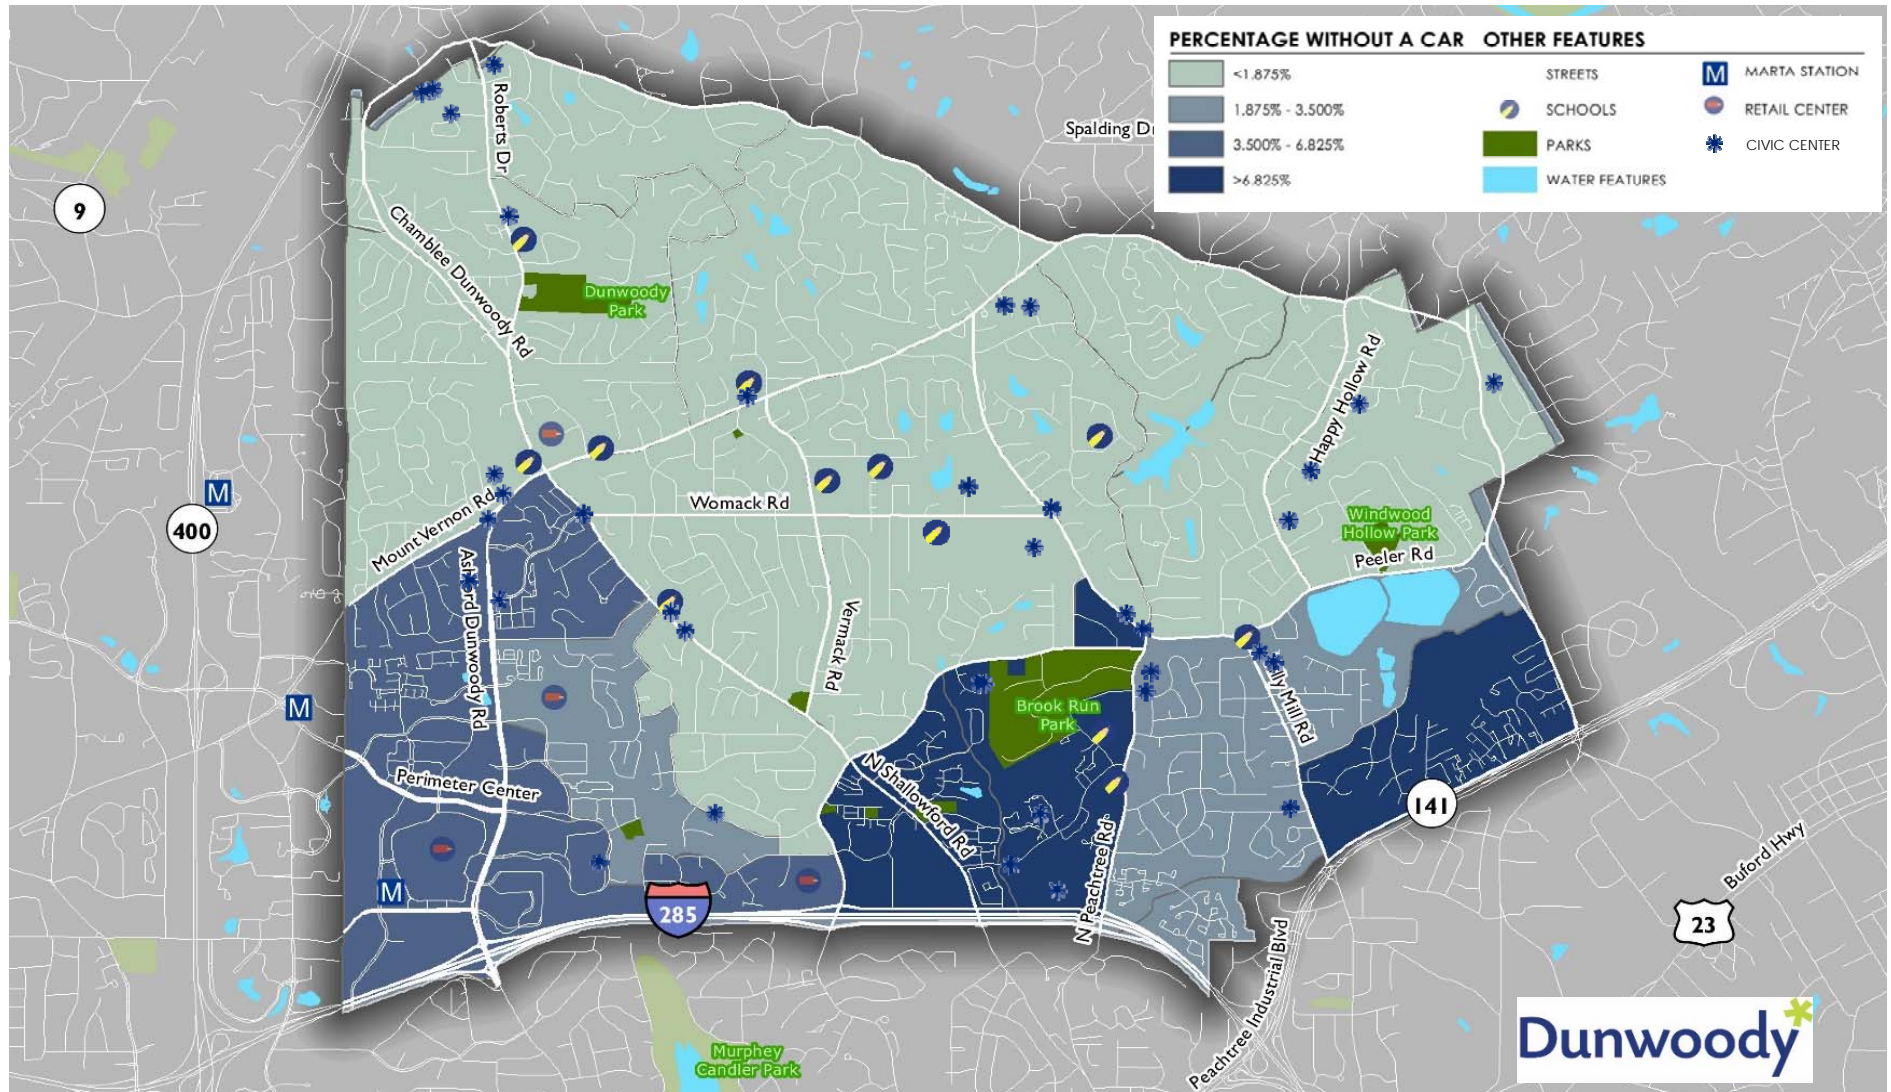 PERCENTAGE WITHOUT A CAR
<1.875%
1.875% - 3.500%
3.500% - 6.825%
>6.825%
OTHER FEATURES
STREETS
SCHOOLS
PARKS
WATER FEATURES
M MARTA STATION
RETAIL CENTER
CIVIC CENTER
Roberts Dr
Spalding Dr
9
Chamblee Dunwoody Rd
Dunwoody
Park
Happy Hollow Rd
M
400
Mount Vernon Rd
Womack Rd
Windwood
Hollow Park
Peeler Rd
Ashford Dunwoody Rd
Vermack Rd
M
Brook Run
Park
Tilly Mill Rd
Perimeter Center
N Shallowford Rd
141
N Peachtree Rd
M
285
Buford Hwy
23
Peachtree Industrial Blvd
Murphey
Candler Park
Dunwoody